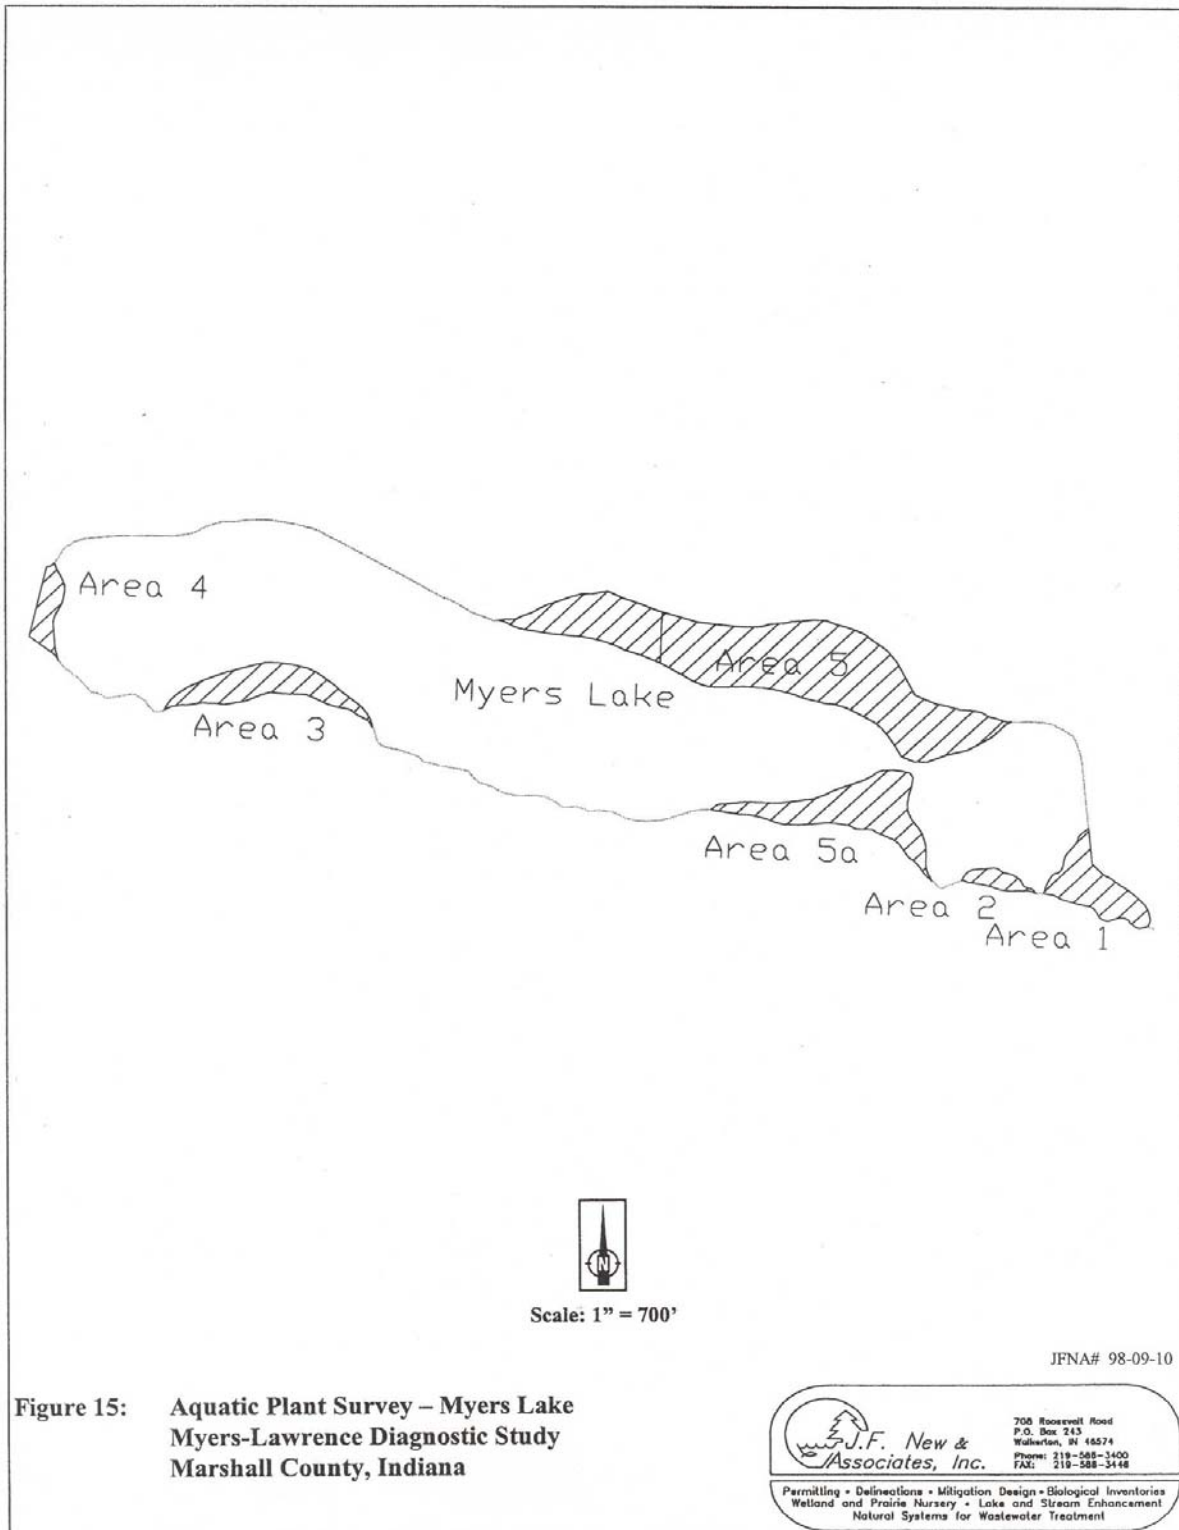 Area 4
Area 5
Myers Lake
Area 3
Area 5a
Area 2
Area 1
N
Scale: 1” = 700’
JFNA# 98-09-10
Figure 15: Aquatic Plant Survey – Myers Lake
Myers-Lawrence Diagnostic Study
Marshall County, Indiana
J.F. New &
Associates, Inc.
708 Roosevelt Road
P.O. Box 243
Walkerton, IN 46574
Phone: 219-586-3400
FAX: 219-586-3446
Permitting • Delineations • Mitigation Design • Biological Inventories
Wetland and Prairie Nursery • Lake and Stream Enhancement
Natural Systems for Wastewater Treatment